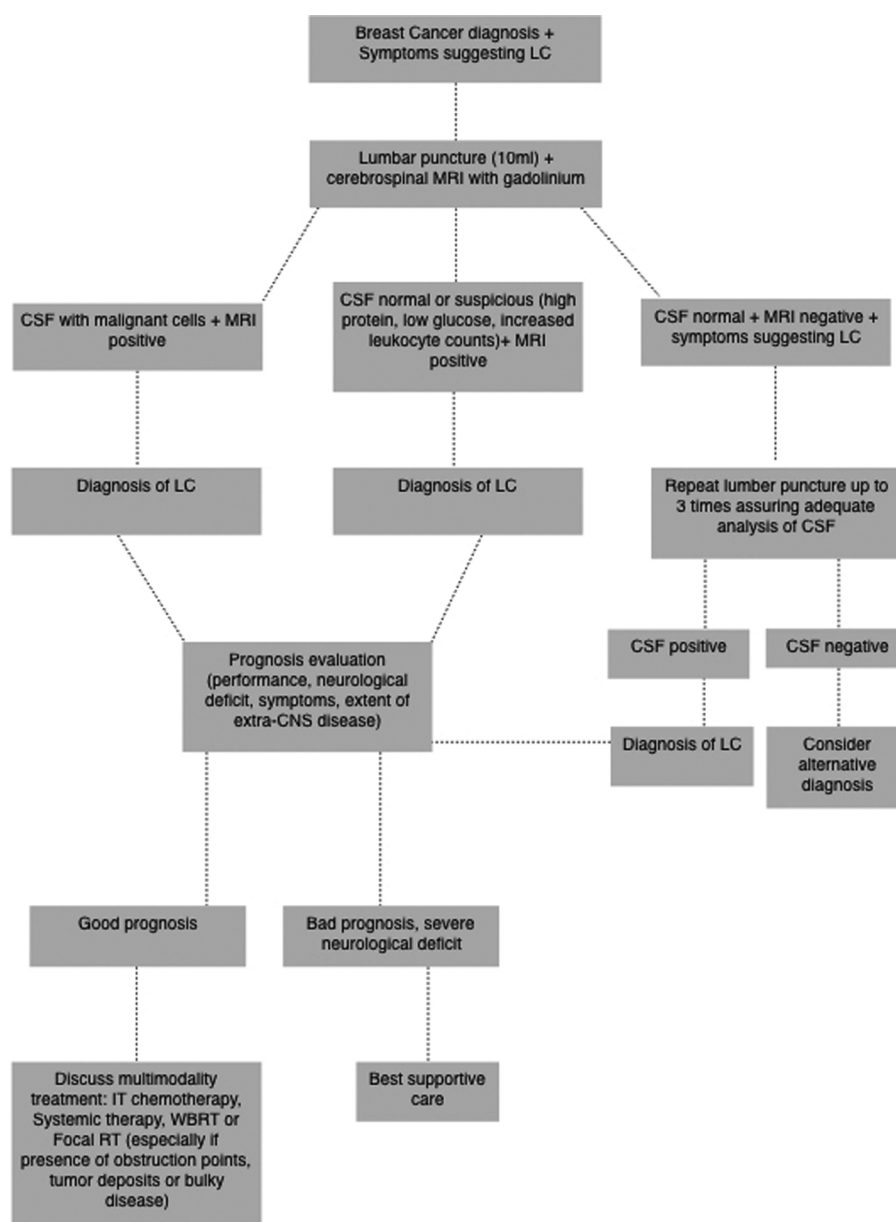 Breast Cancer diagnosis +
Symptoms suggesting LC
Lumbar puncture (10ml) +
cerebrospinal MRI with gadolinium
CSF with malignant cells + MRI
positive
CSF normal or suspicious (high
protein, low glucose, increased
leukocyte counts)+ MRI
positive
CSF normal + MRI negative +
symptoms suggesting LC
Diagnosis of LC
Diagnosis of LC
Repeat lumber puncture up to
3 times assuring adequate
analysis of CSF
Prognosis evaluation
(performance, neurological
deficit, symptoms, extent of
extra-CNS disease)
CSF positive
CSF negative
Diagnosis of LC
Consider
alternative
diagnosis
Good prognosis
Bad prognosis, severe
neurological deficit
Discuss multimodality
treatment: IT chemotherapy,
Systemic therapy, WBRT or
Focal RT (especially if
presence of obstruction points,
tumor deposits or bulky
disease)
Best supportive
care